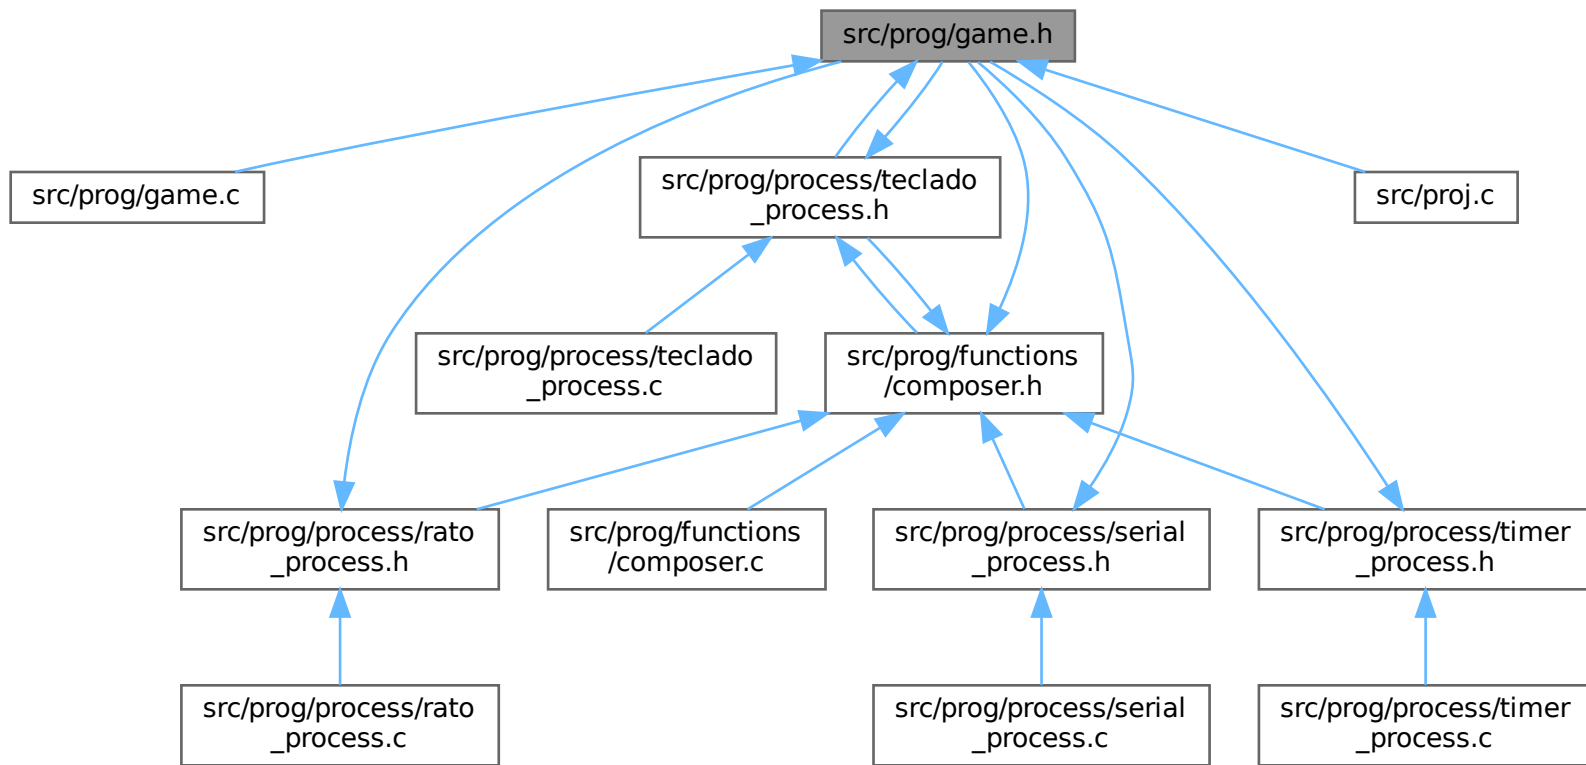 src/prog/game.h
src/prog/game.c
src/prog/process/teclado
_process.h
src/proj.c
src/prog/process/teclado
_process.c
src/prog/functions
/composer.h
src/prog/process/rato
_process.h
src/prog/functions
/composer.c
src/prog/process/serial
_process.h
src/prog/process/timer
_process.h
src/prog/process/rato
_process.c
src/prog/process/serial
_process.c
src/prog/process/timer
_process.c